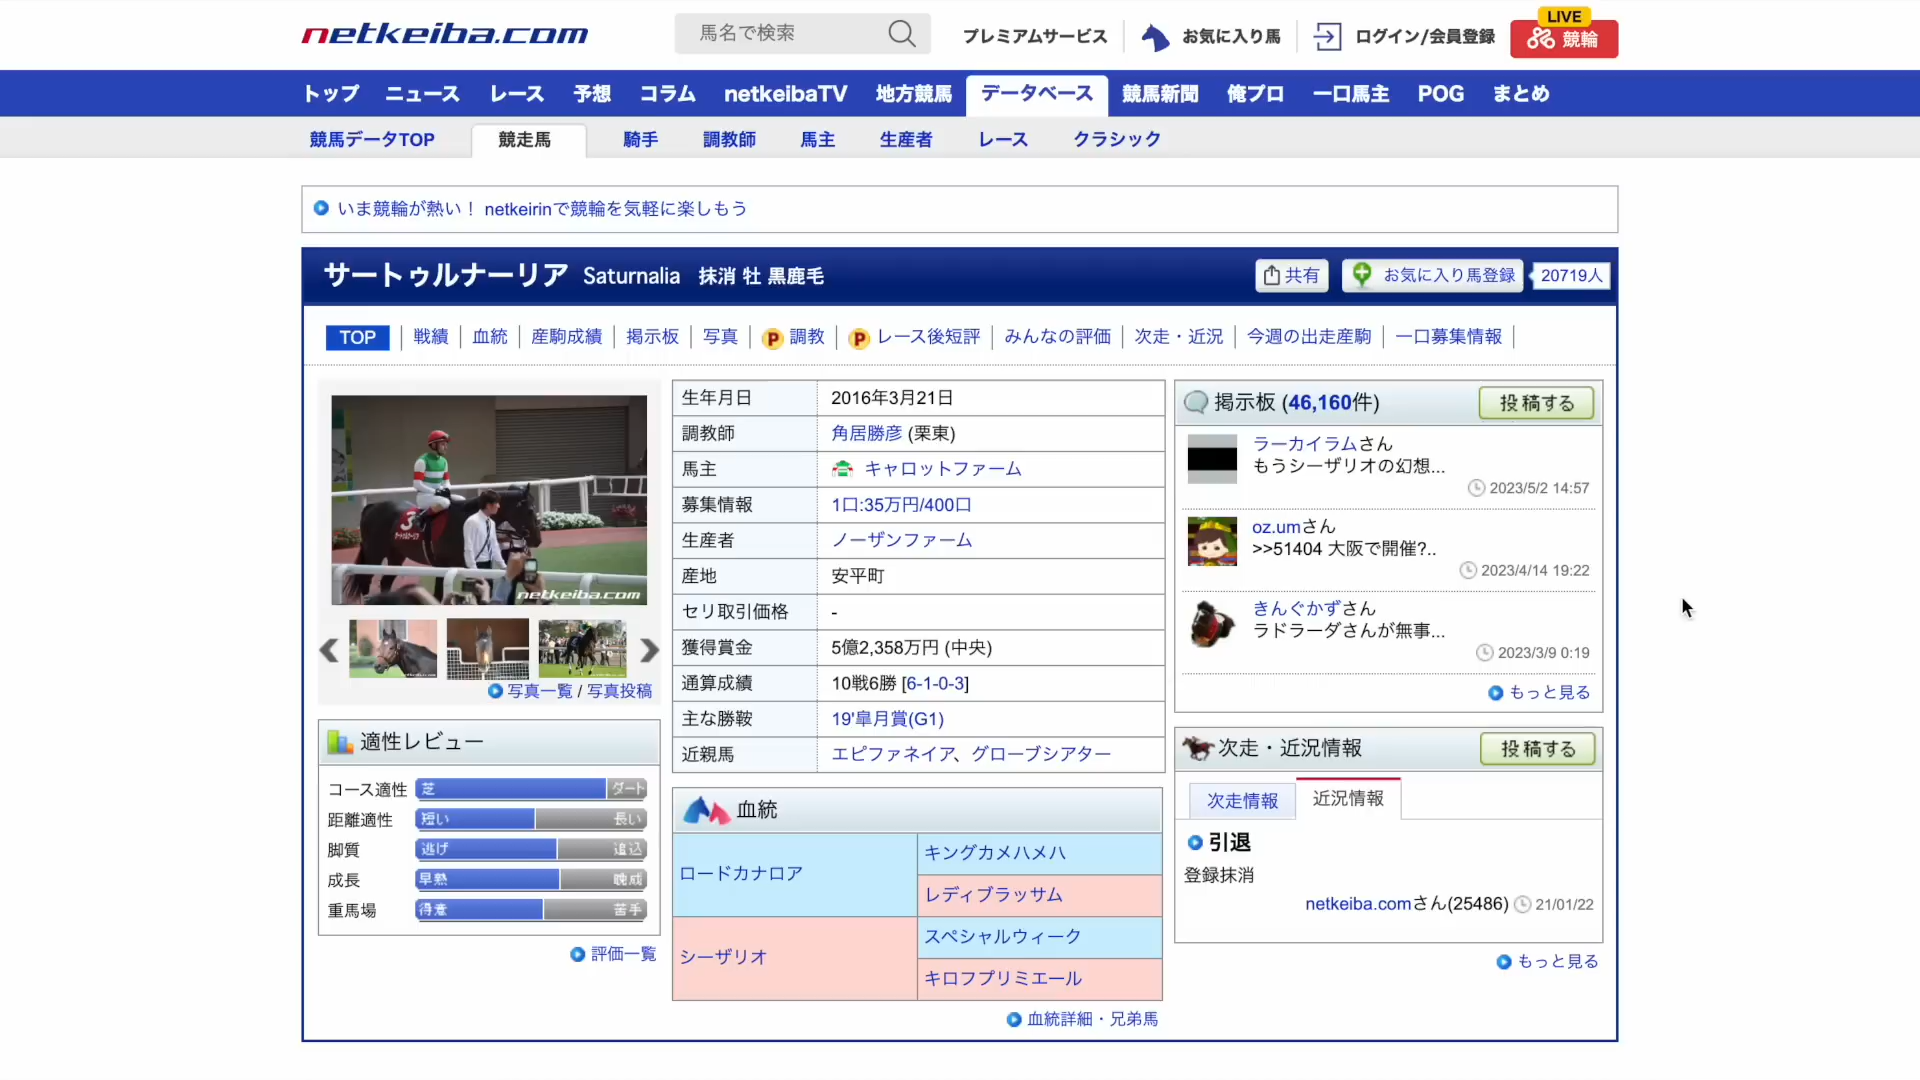 netkeiba.com
馬名で検索
プレミアムサービス
お気に入り馬
ログイン/会員登録
LIVE
競輪
トップ ニュース レース 予想 コラム netkeibaTV 地方競馬 データベース 競馬新聞 俺プロ 一口馬主 POG まとめ
競馬データTOP 競走馬 騎手 調教師 馬主 生産者 レース クラシック
いま競輪が熱い！ netkeirinで競輪を気軽に楽しもう
サートゥルナーリア Saturnalia 抹消 牡 黒鹿毛
共有
お気に入り馬登録
20719人
TOP 戦績 血統 産駒成績 掲示板 写真 P 調教 P レース後短評 みんなの評価 次走・近況 今週の出走産駒 一口募集情報
3
netkeiba.com
写真一覧 / 写真投稿
適性レビュー
コース適性 芝 ダート
距離適性 短い 長い
脚質 逃げ 追込
成長 早熟 晩成
重馬場 得意 苦手
評価一覧
生年月日 2016年3月21日
調教師 角居勝彦 (栗東)
馬主 キャロットファーム
募集情報 1口:35万円/400口
生産者 ノーザンファーム
産地 安平町
セリ取引価格 -
獲得賞金 5億2,358万円 (中央)
通算成績 10戦6勝 [6-1-0-3]
主な勝鞍 19'皐月賞(G1)
近親馬 エピファネイア、グローブシアター
血統
ロードカナロア
キングカメハメハ
レディブラッサム
シーザリオ
スペシャルウィーク
キロフプリミエール
血統詳細・兄弟馬
掲示板 (46,160件)
投稿する
ラーカイラムさん
もうシーザリオの幻想...
2023/5/2 14:57
oz.umさん
>>51404 大阪で開催?..
2023/4/14 19:22
きんぐかずさん
ラドラーダさんが無事...
2023/3/9 0:19
もっと見る
次走・近況情報
投稿する
次走情報 近況情報
引退
登録抹消
netkeiba.comさん(25486) 21/01/22
もっと見る